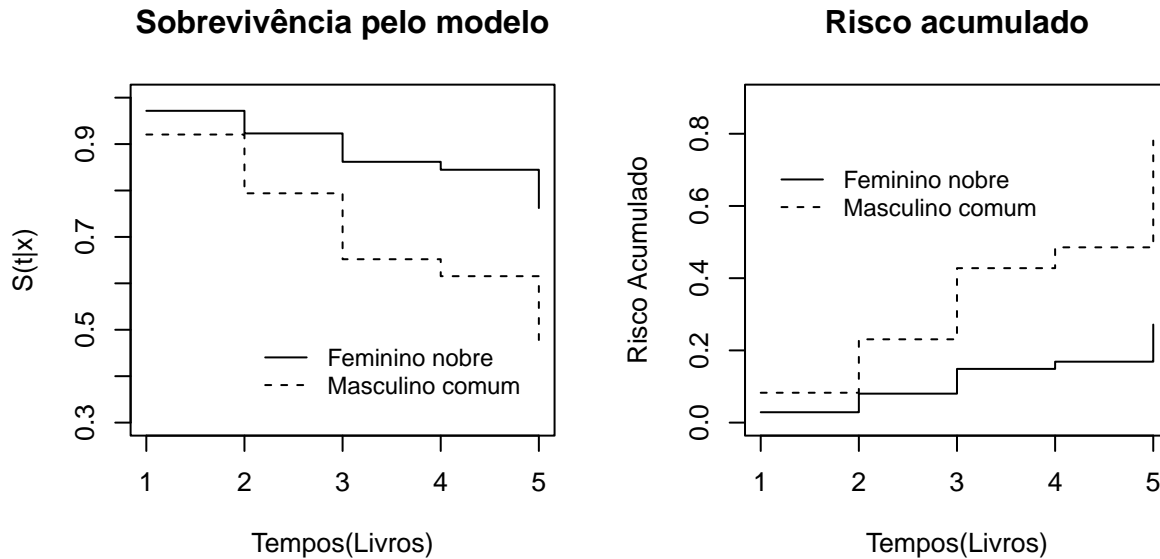 Sobrevivência pelo modelo
S(t|x)
0.9
0.7
0.5
0.3
Feminino nobre
Masculino comum
1 2 3 4 5
Tempos(Livros)
Risco acumulado
Risco Acumulado
0.8
0.6
0.4
0.2
0.0
Feminino nobre
Masculino comum
1 2 3 4 5
Tempos(Livros)